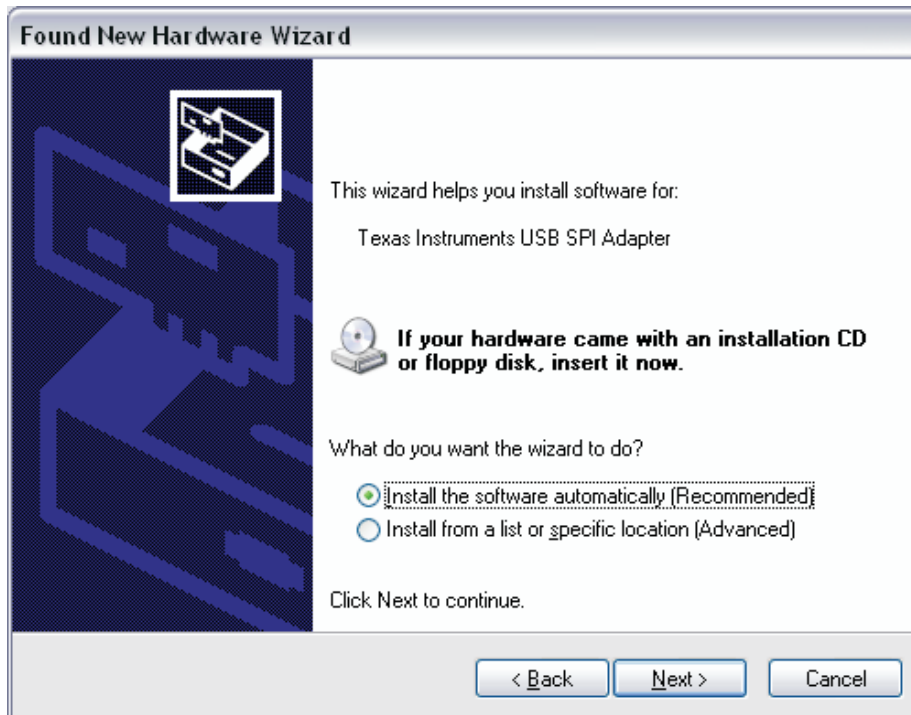 Found New Hardware Wizard
This wizard helps you install software for:
Texas Instruments USB SPI Adapter
If your hardware came with an installation CD
or floppy disk, insert it now.
What do you want the wizard to do?
Install the software automatically (Recommended)
Install from a list or specific location (Advanced)
Click Next to continue.
< Back
Next >
Cancel